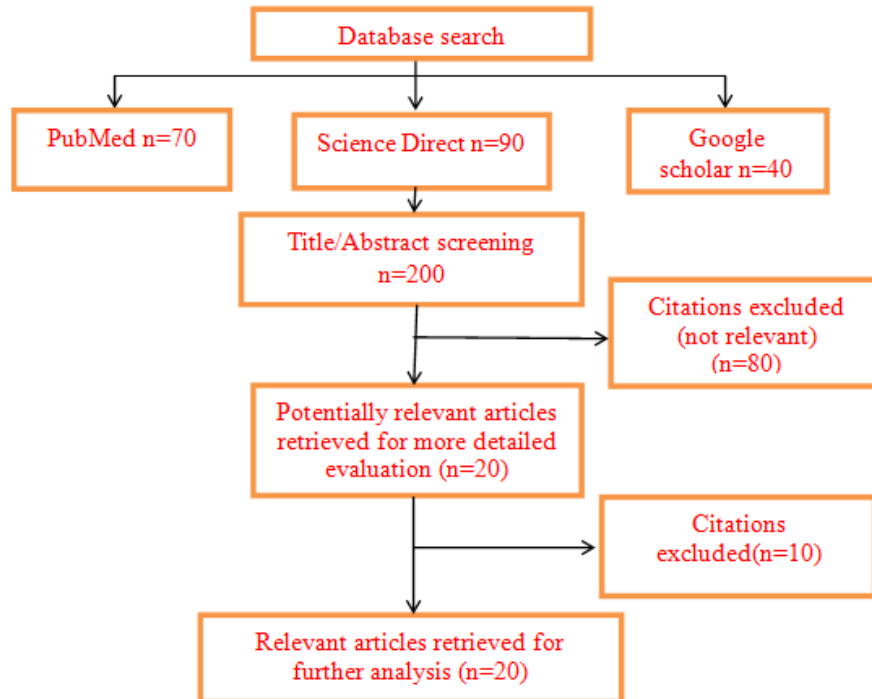 Database search
PubMed n=70
Science Direct n=90
Google
scholar n=40
Title/Abstract screening
n=200
Citations excluded
(not relevant)
(n=80)
Potentially relevant articles
retrieved for more detailed
evaluation (n=20)
Citations
excluded(n=10)
Relevant articles retrieved for
further analysis (n=20)